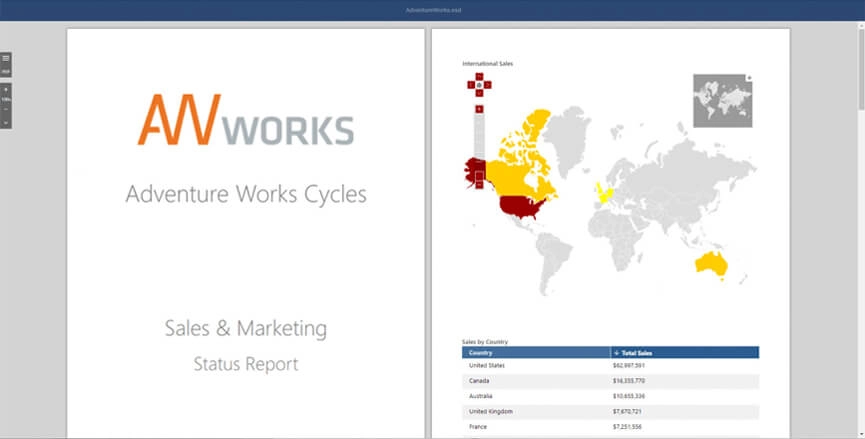 AdventureWorks.esd
PDF
100%
AW WORKS
Adventure Works Cycles
Sales & Marketing
Status Report
International Sales
Sales by Country
Country Total Sales
United States $62,997,591
Canada $16,355,770
Australia $10,655,336
United Kingdom $7,670,721
France $7,251,556